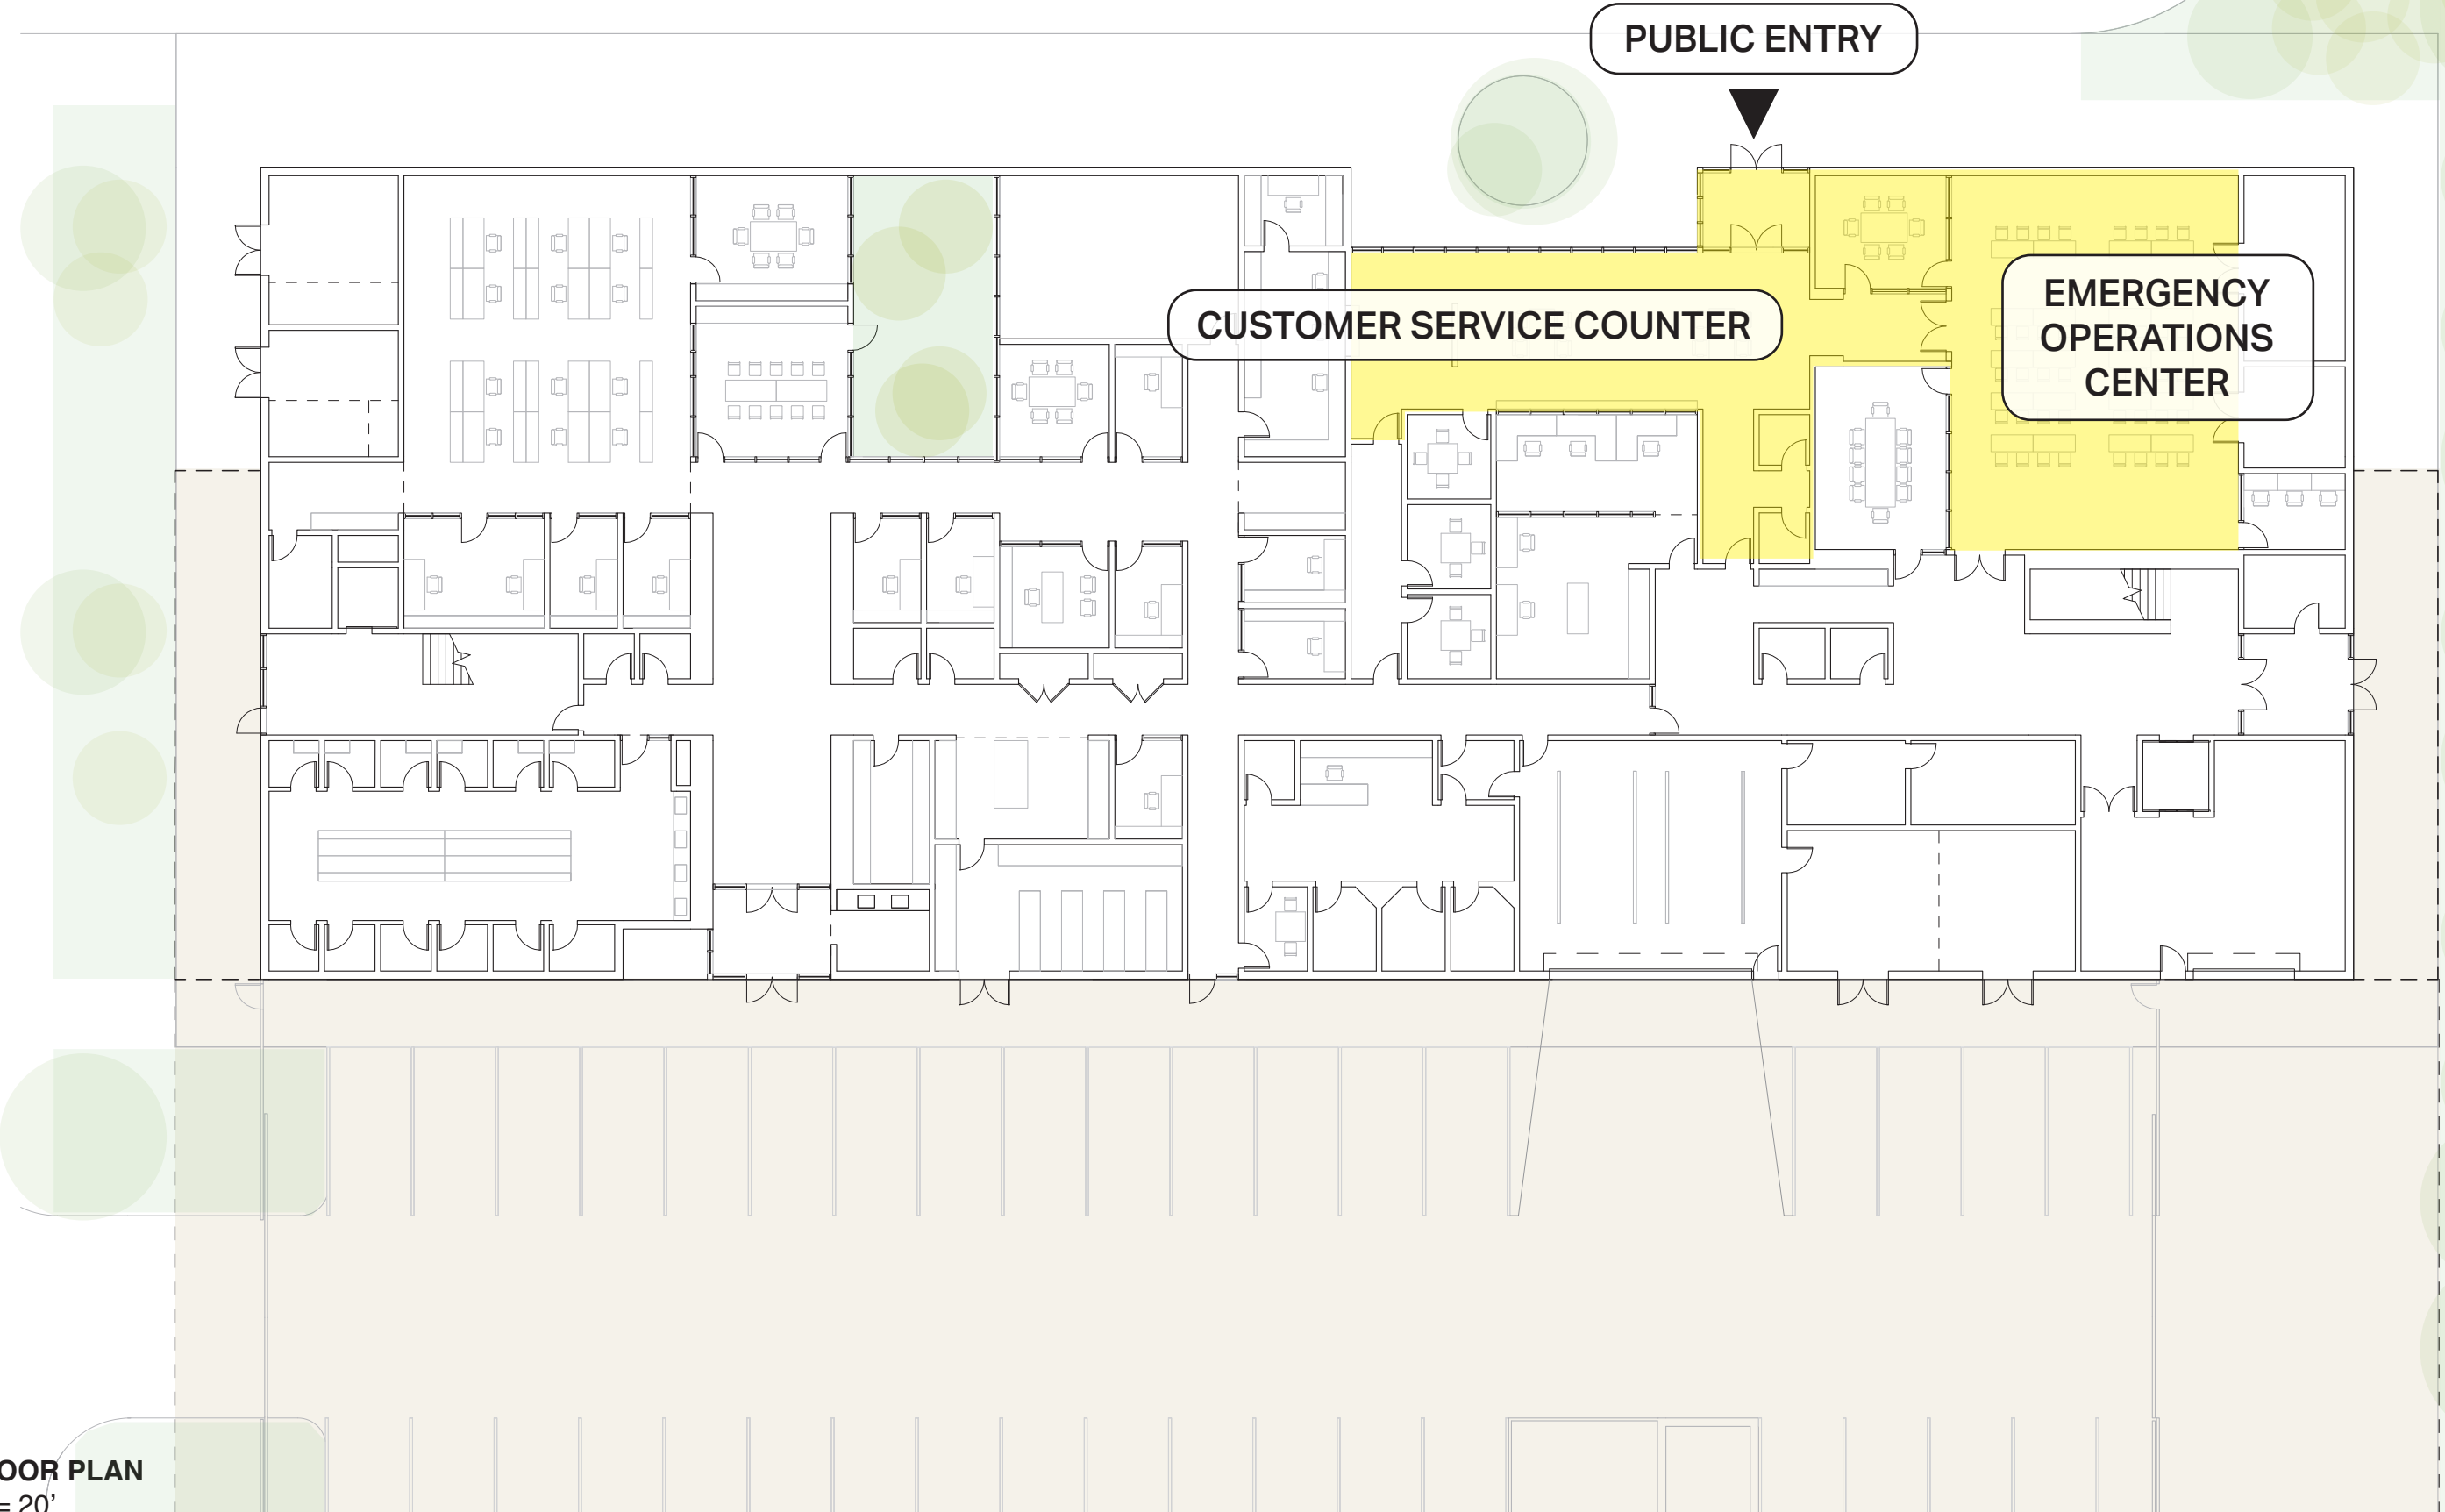 PUBLIC ENTRY
CUSTOMER SERVICE COUNTER
EMERGENCY
OPERATIONS
CENTER
OOR PLAN
= 20’